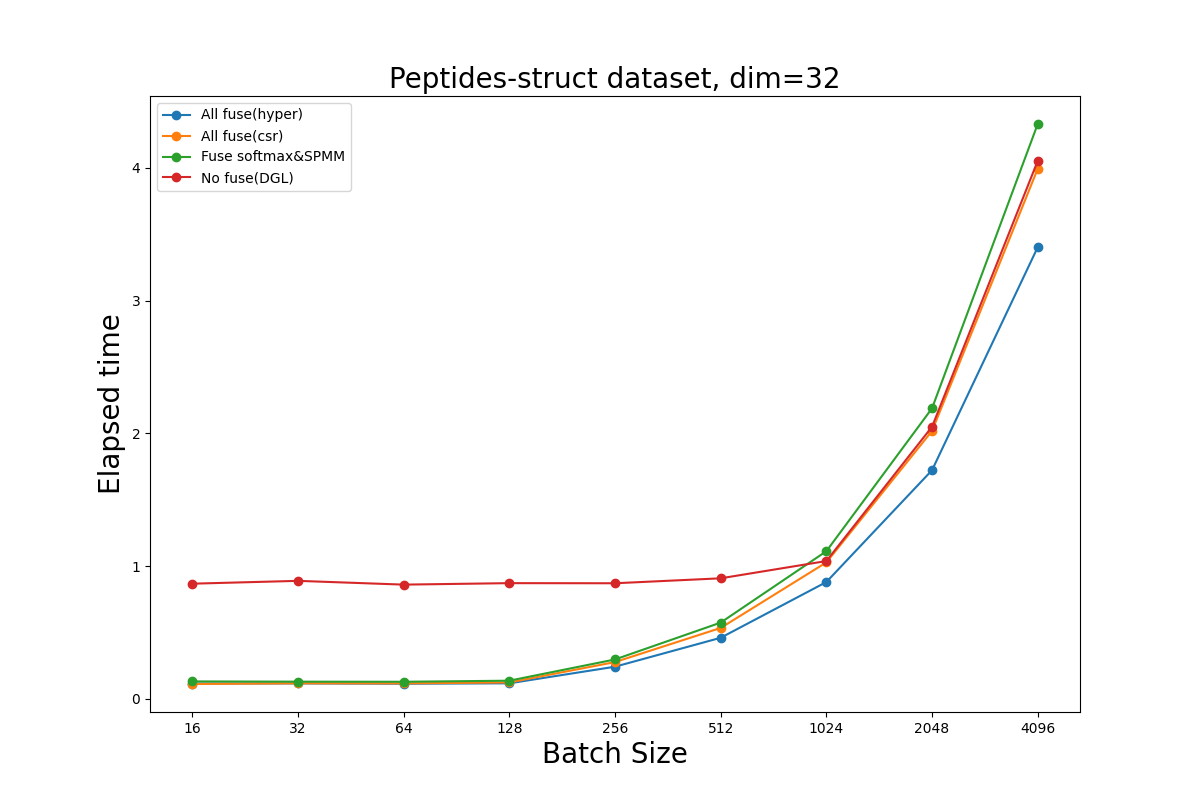 Peptides-struct dataset, dim=32
All fuse(hyper)
All fuse(csr)
Fuse softmax&SPMM
No fuse(DGL)
4
3
2
1
0
Elapsed time
16 32 64 128 256 512 1024 2048 4096
Batch Size